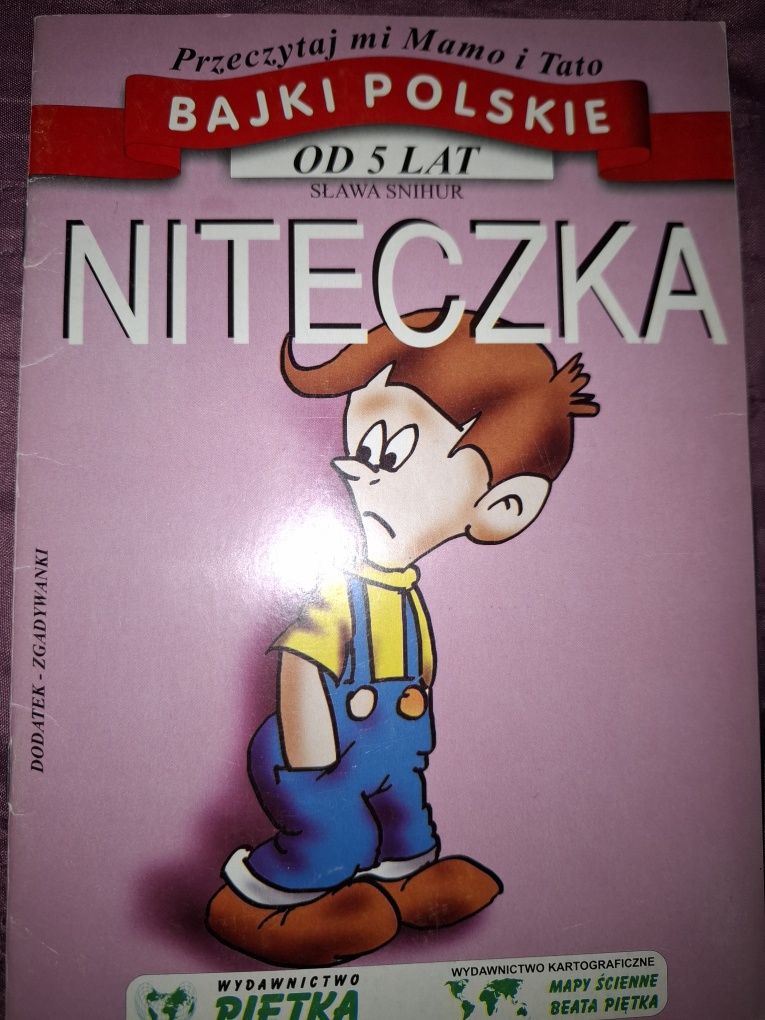 Przeczytaj mi Mamo i Tato
BAJKI POLSKIE
OD 5 LAT
SŁAWA SNIHUR
NITECZKA
DODATEK - ZGADYWANKI
WYDAWNICTWO
PIĘTKA
WYDAWNICTWO KARTOGRAFICZNE
MAPY ŚCIENNE
BEATA PIĘTKA